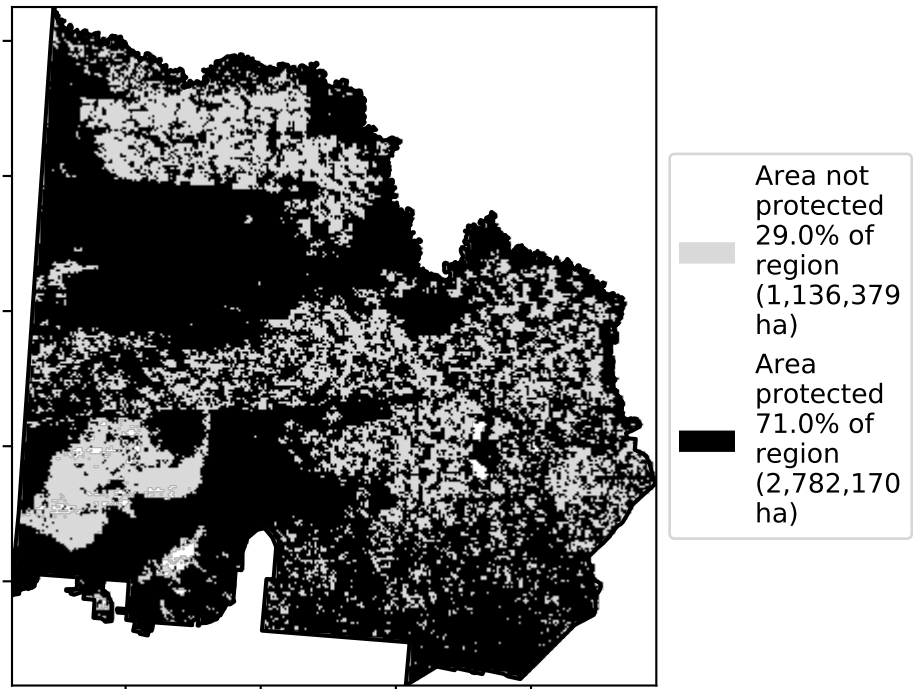 Area not
protected
29.0% of
region
(1,136,379
ha)
Area
protected
71.0% of
region
(2,782,170
ha)